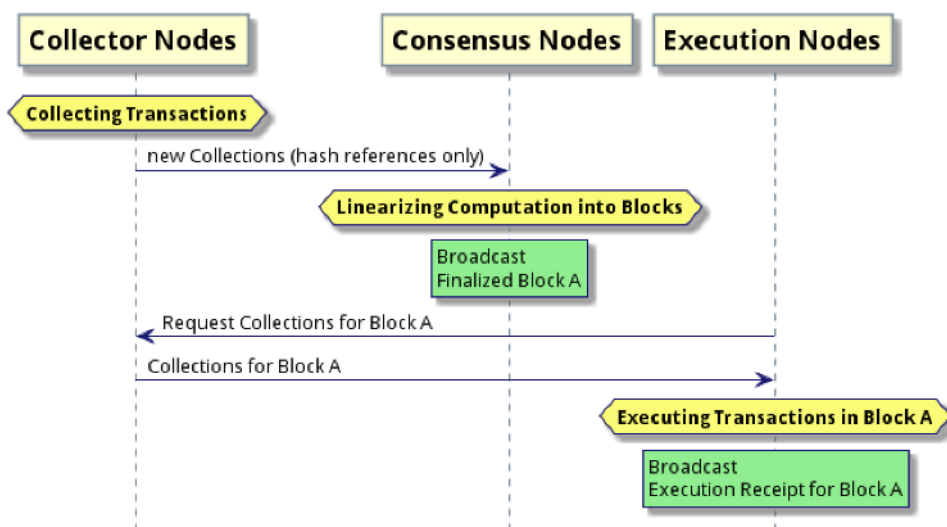 Collector Nodes
Consensus Nodes
Execution Nodes
Collecting Transactions
new Collections (hash references only)
Linearizing Computation into Blocks
Broadcast
Finalized Block A
Request Collections for Block A
Collections for Block A
Executing Transactions in Block A
Broadcast
Execution Receipt for Block A